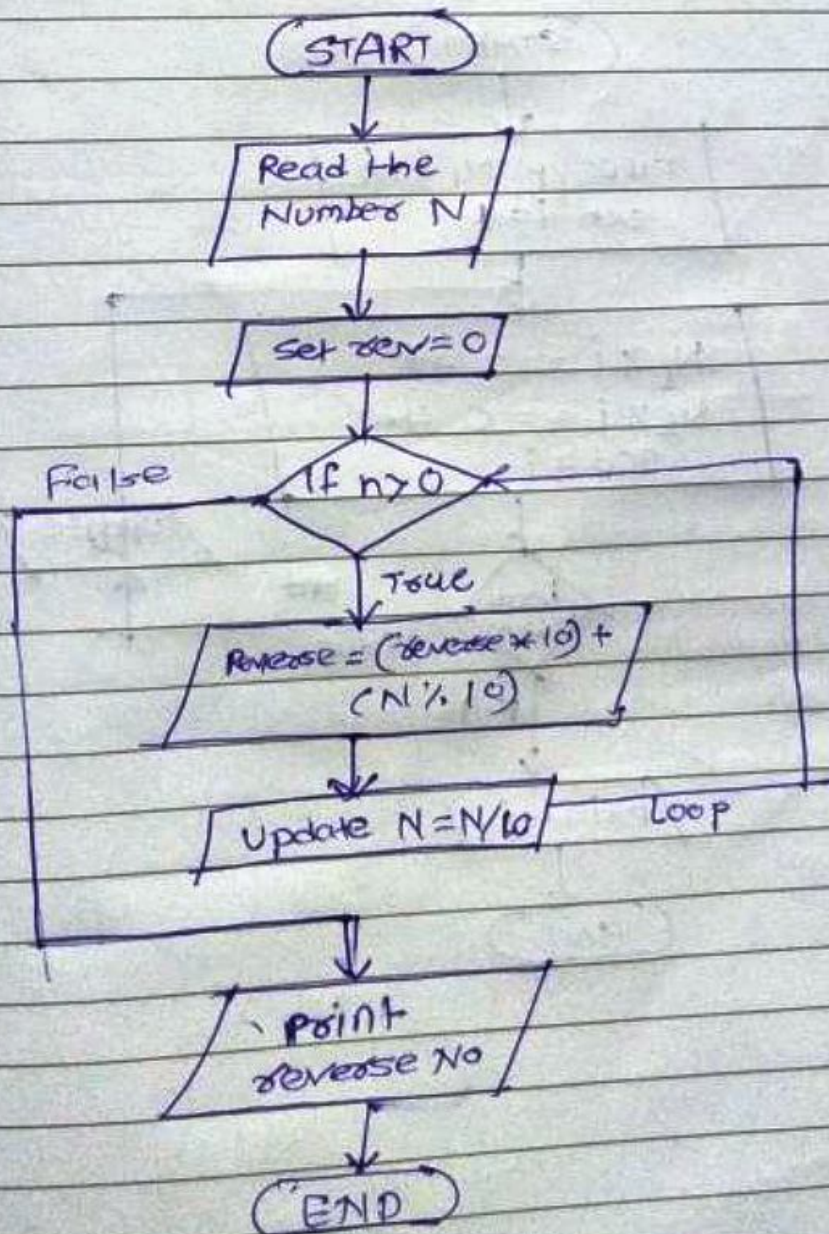 START
Read the
Number N
Set rev=0
If n>0
False
True
Reverse = (reverse * 10) +
(N % 10)
Update N=N/10
Loop
Print
reverse No
END